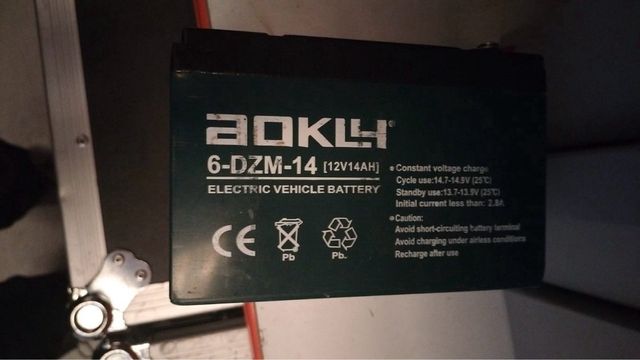 AOKLY®
6-DZM-14 [12V14AH]
ELECTRIC VEHICLE BATTERY
Constant voltage charge
Cycle use:14.7-14.9V (25℃)
Standby use:13.7-13.9V (25℃)
Initial current less than: 2.8A
Caution:
Avoid short-circuiting battery terminal
Avoid charging under airless conditions
Recharge after use
CE
Pb
Pb.